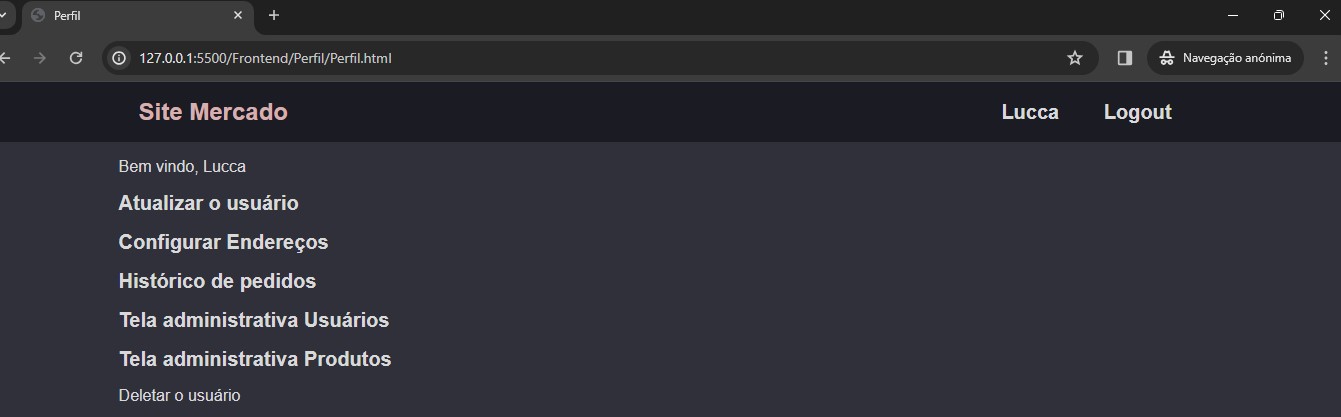 Perfil
127.0.0.1:5500/Frontend/Perfil/Perfil.html
Navegação anónima
Site Mercado
Lucca
Logout
Bem vindo, Lucca
Atualizar o usuário
Configurar Endereços
Histórico de pedidos
Tela administrativa Usuários
Tela administrativa Produtos
Deletar o usuário